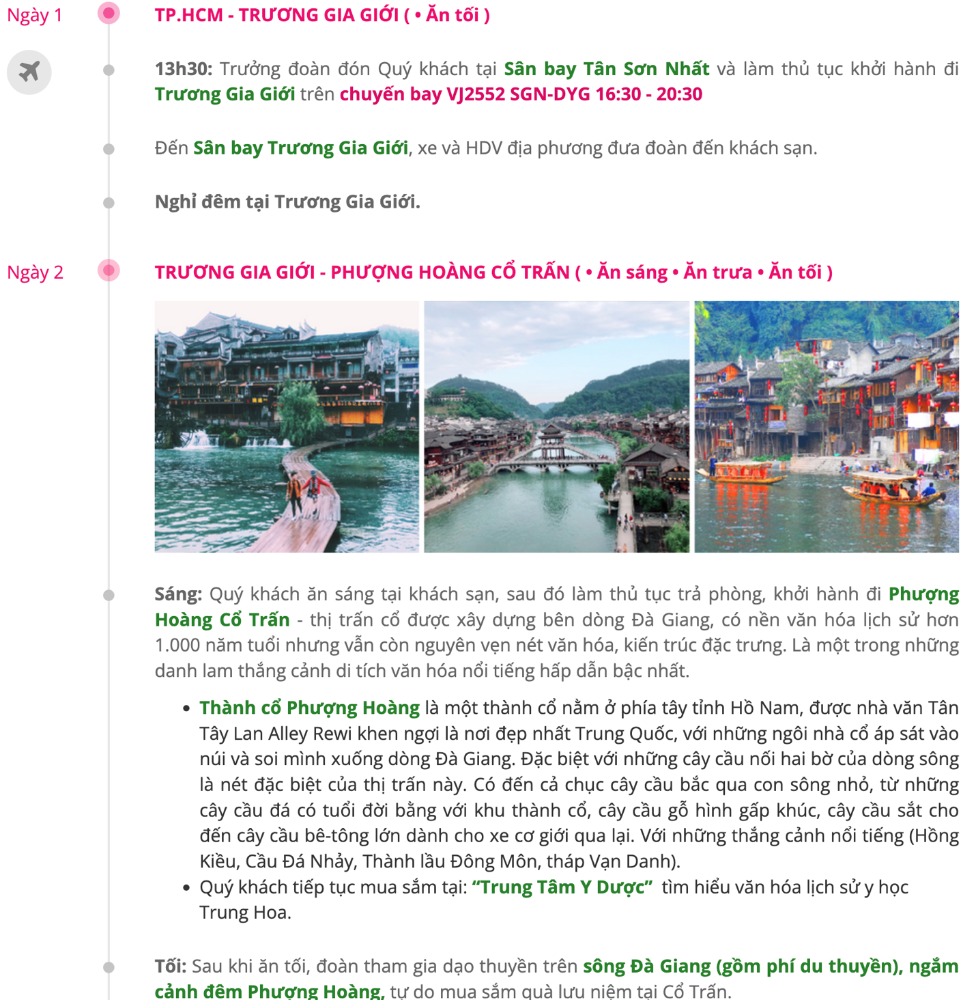 Ngày 1
TP.HCM - TRƯƠNG GIA GIỚI ( • Ăn tối )
13h30: Trưởng đoàn đón Quý khách tại Sân bay Tân Sơn Nhất và làm thủ tục khởi hành đi
Trương Gia Giới trên chuyến bay VJ2552 SGN-DYG 16:30 - 20:30
Đến Sân bay Trương Gia Giới, xe và HDV địa phương đưa đoàn đến khách sạn.
Nghỉ đêm tại Trương Gia Giới.
Ngày 2
TRƯƠNG GIA GIỚI - PHƯỢNG HOÀNG CỔ TRẤN ( • Ăn sáng • Ăn trưa • Ăn tối )
Sáng: Quý khách ăn sáng tại khách sạn, sau đó làm thủ tục trả phòng, khởi hành đi Phượng
Hoàng Cổ Trấn - thị trấn cổ được xây dựng bên dòng Đà Giang, có nền văn hóa lịch sử hơn
1.000 năm tuổi nhưng vẫn còn nguyên vẹn nét văn hóa, kiến trúc đặc trưng. Là một trong những
danh lam thắng cảnh di tích văn hóa nổi tiếng hấp dẫn bậc nhất.
• Thành cổ Phượng Hoàng là một thành cổ nằm ở phía tây tỉnh Hồ Nam, được nhà văn Tân
Tây Lan Alley Rewi khen ngợi là nơi đẹp nhất Trung Quốc, với những ngôi nhà cổ áp sát vào
núi và soi mình xuống dòng Đà Giang. Đặc biệt với những cây cầu nối hai bờ của dòng sông
là nét đặc biệt của thị trấn này. Có đến cả chục cây cầu bắc qua con sông nhỏ, từ những
cây cầu đá có tuổi đời bằng với khu thành cổ, cây cầu gỗ hình gấp khúc, cây cầu sắt cho
đến cây cầu bê-tông lớn dành cho xe cơ giới qua lại. Với những thắng cảnh nổi tiếng (Hồng
Kiều, Cầu Đá Nhảy, Thành lầu Đông Môn, tháp Vạn Danh).
• Quý khách tiếp tục mua sắm tại: “Trung Tâm Y Dược” tìm hiểu văn hóa lịch sử y học
Trung Hoa.
Tối: Sau khi ăn tối, đoàn tham gia dạo thuyền trên sông Đà Giang (gồm phí du thuyền), ngắm
cảnh đêm Phượng Hoàng, tự do mua sắm quà lưu niệm tại Cổ Trấn.